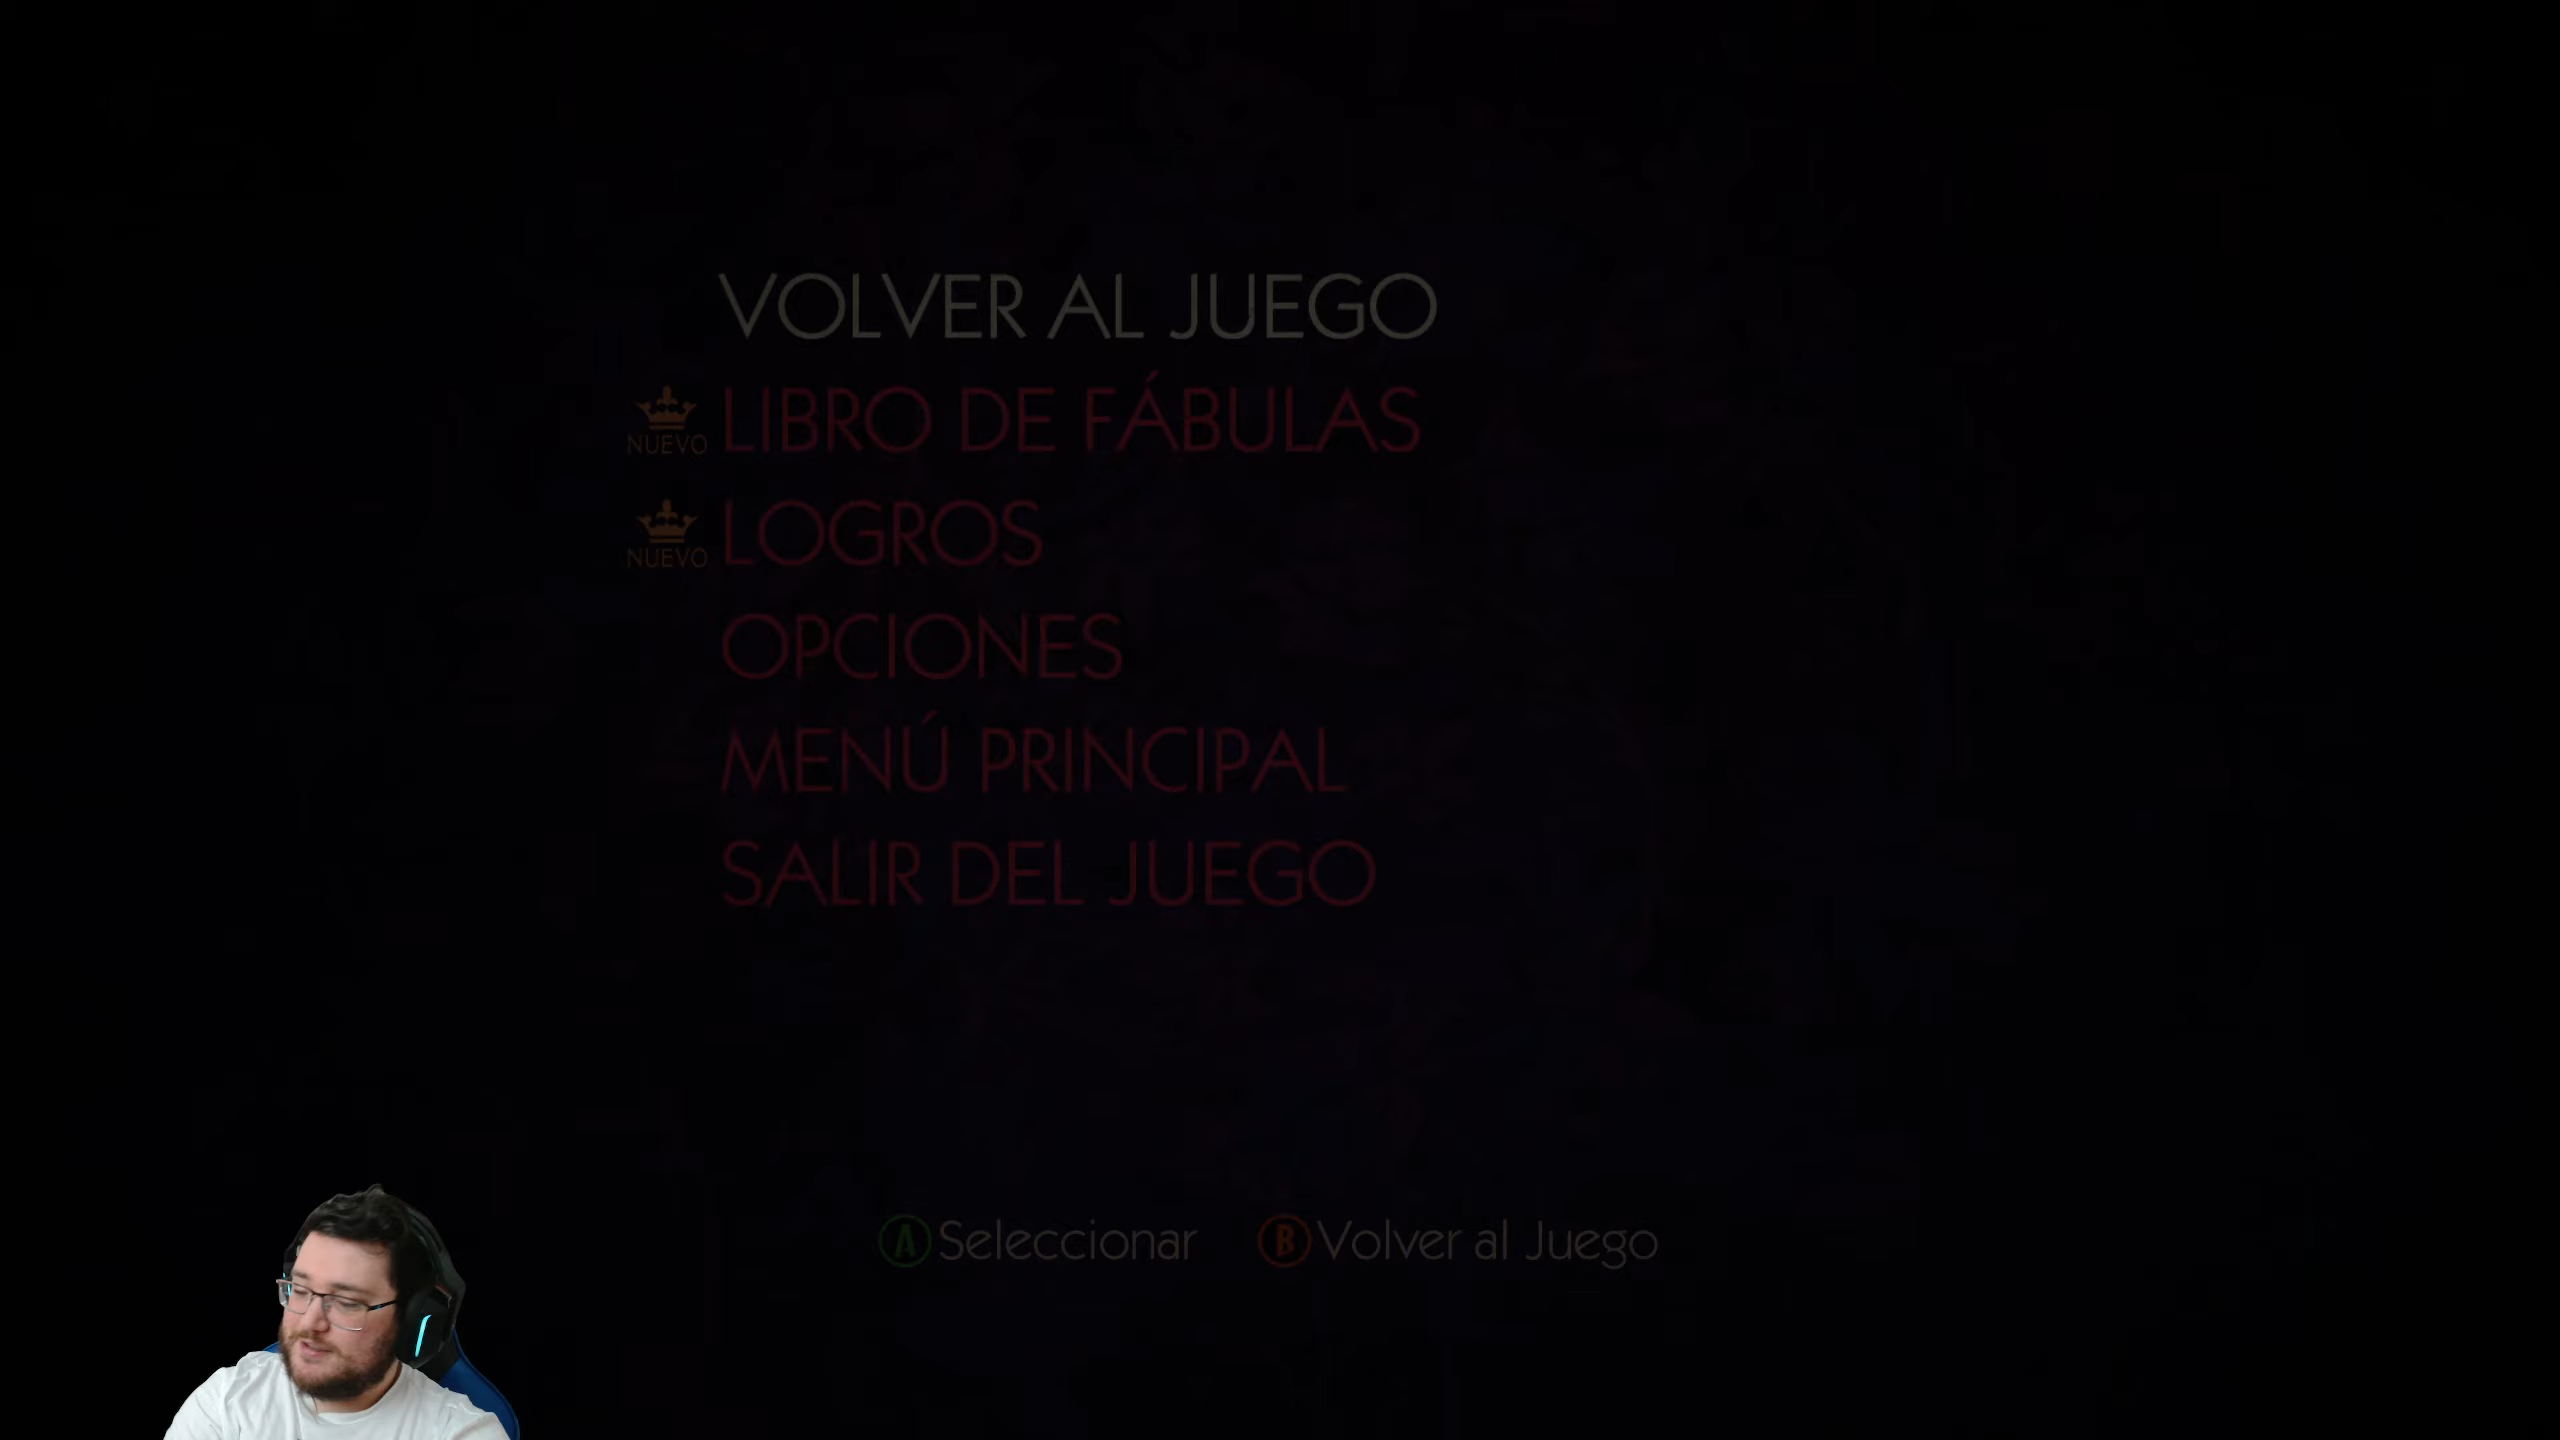 VOLVER AL JUEGO
NUEVO LIBRO DE FÁBULAS
NUEVO LOGROS
OPCIONES
MENÚ PRINCIPAL
SALIR DEL JUEGO
A Seleccionar B Volver al Juego